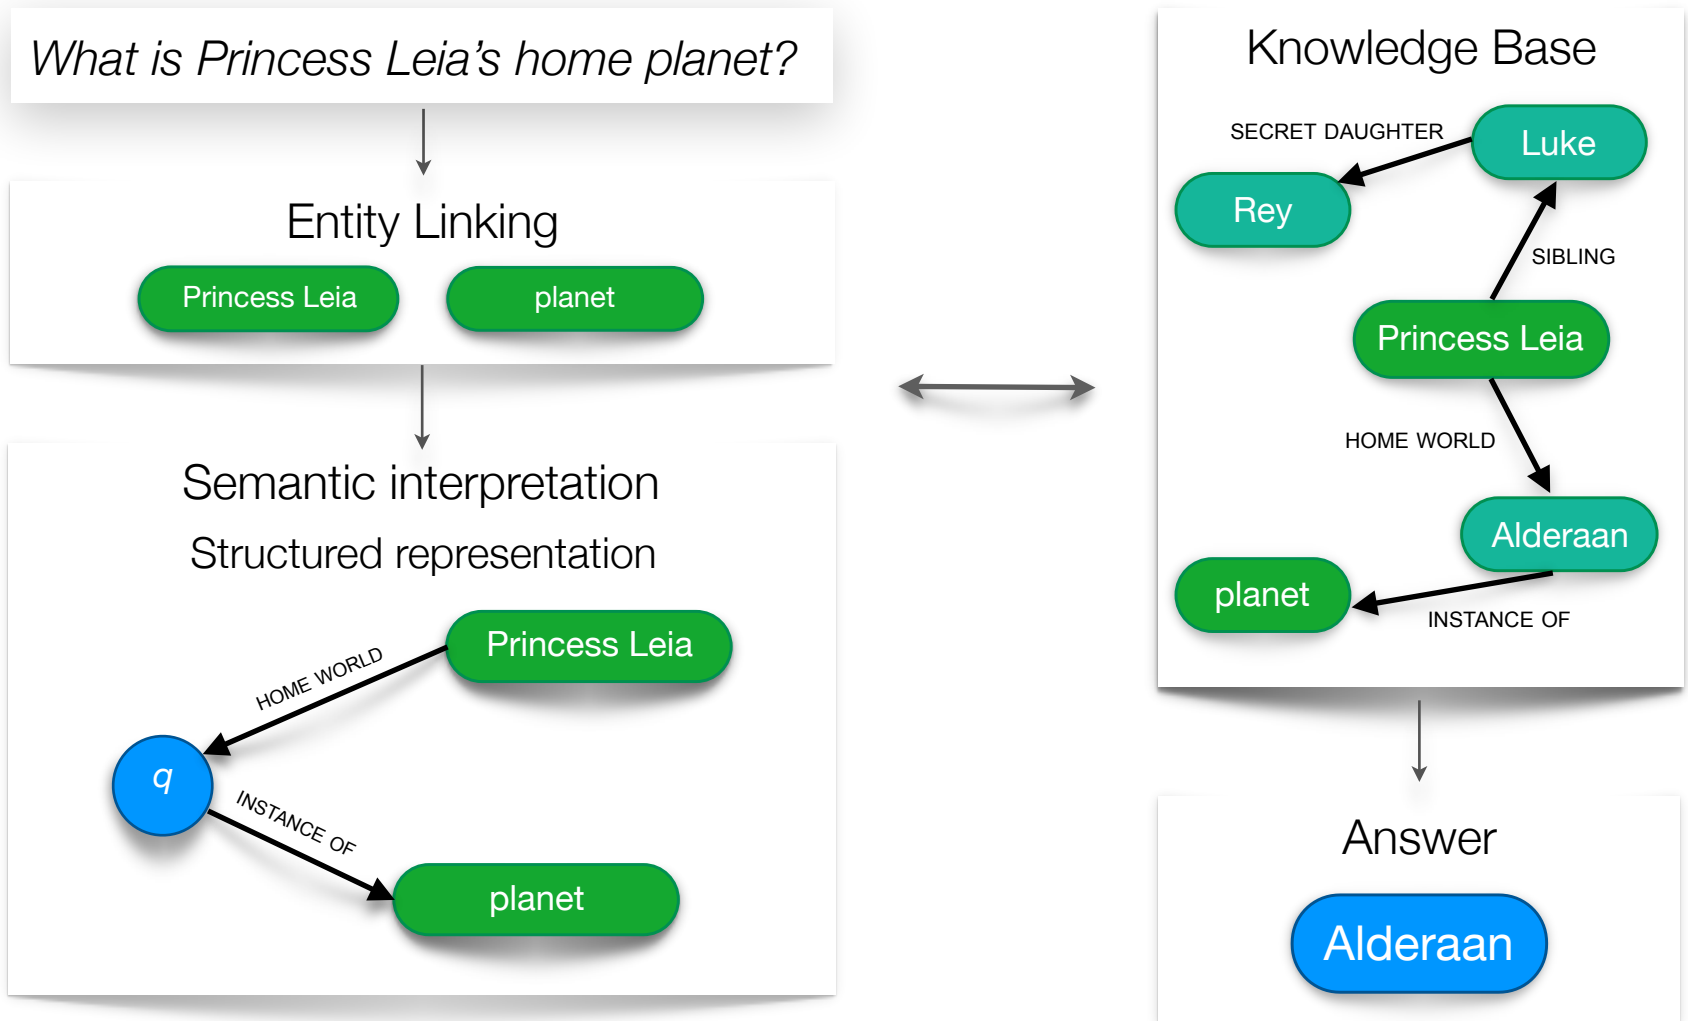 What is Princess Leia's home planet?
Entity Linking
Princess Leia
planet
Semantic interpretation
Structured representation
Princess Leia
HOME WORLD
q
INSTANCE OF
planet
Knowledge Base
SECRET DAUGHTER
Luke
Rey
SIBLING
Princess Leia
HOME WORLD
Alderaan
planet
INSTANCE OF
Answer
Alderaan